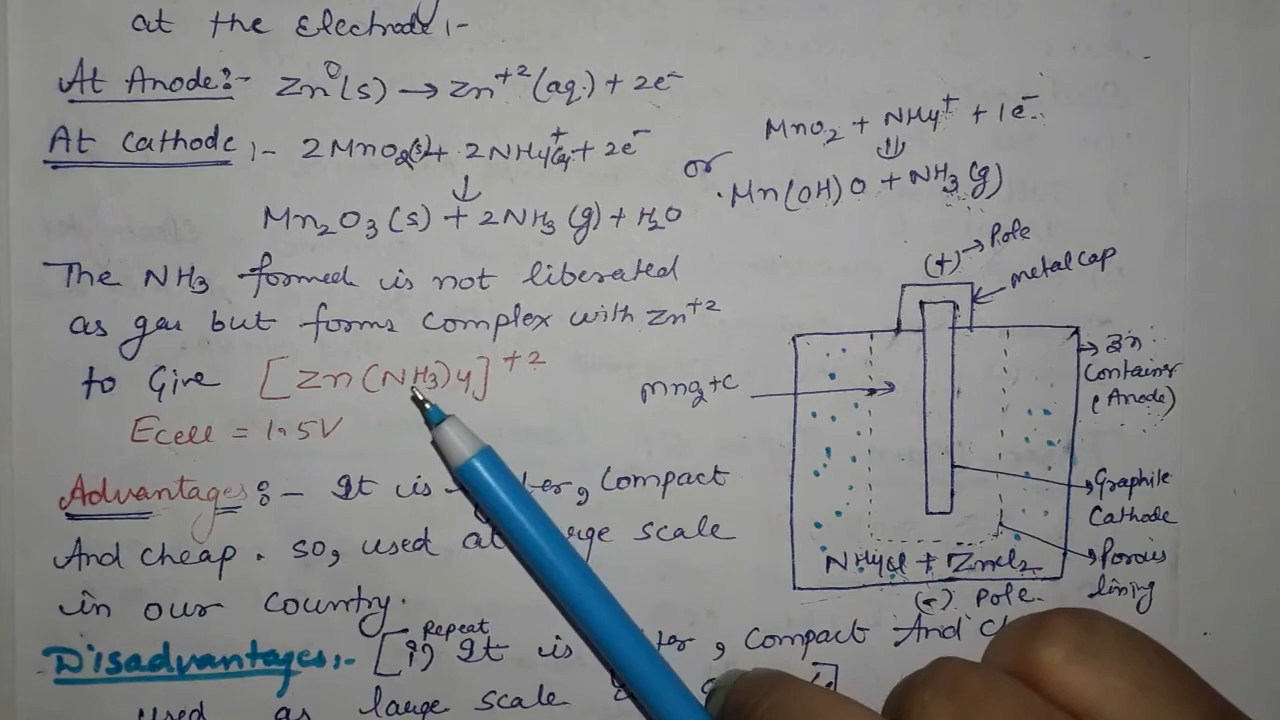 at the Electrode :-
At Anode :- Zn⁰(s) → Zn⁺²(aq.) + 2e⁻
At Cathode :- 2MnO₂(s) + 2NH₄⁺(aq) + 2e⁻
↓
Mn₂O₃(s) + 2NH₃(g) + H₂O
or
MnO₂ + NH₄⁺ + 1e⁻.
⇓
Mn(OH)O + NH₃(g)
The NH₃ formed is not liberated
as gas but forms complex with Zn⁺²
to Give [Zn(NH₃)4]⁺²
Ecell = 1.5V
Advantages :- It is compact
And cheap. so, used at scale
in our country.
Disadvantages :- [i) It is , compact And
Repeat
used as large scale
(+) → Pole
metal cap
MnO₂+C
Zn
Container
(Anode)
Graphile
Cathode
Porous
lining
NH₄Cl + ZnCl₂
(-) Pole.